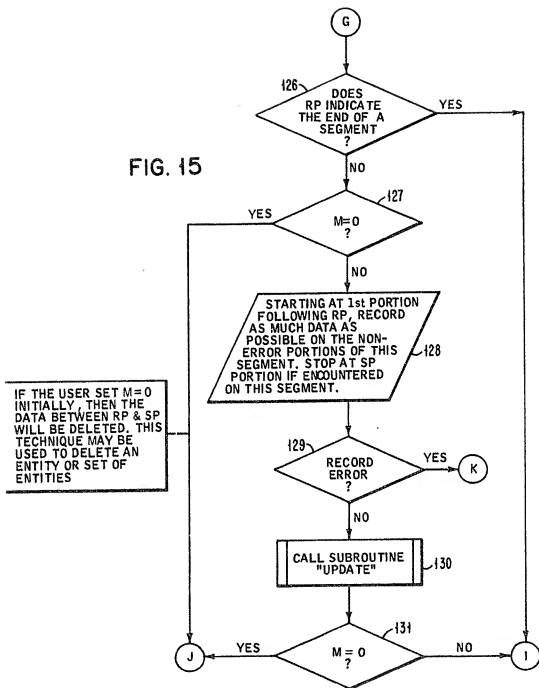 G
126
DOES
RP INDICATE
THE END OF A
SEGMENT
?
YES
NO
FIG. 15
127
YES
M=0
?
NO
STARTING AT 1st PORTION
FOLLOWING RP, RECORD
AS MUCH DATA AS
POSSIBLE ON THE NON-
ERROR PORTIONS OF THIS
SEGMENT. STOP AT SP
PORTION IF ENCOUNTERED
ON THIS SEGMENT.
128
IF THE USER SET M=0
INITIALLY, THEN THE
DATA BETWEEN RP & SP
WILL BE DELETED. THIS
TECHNIQUE MAY BE
USED TO DELETE AN
ENTITY OR SET OF
ENTITIES
129
RECORD
ERROR
?
YES
K
NO
CALL SUBROUTINE
"UPDATE"
130
131
J
YES
M = 0
?
NO
I